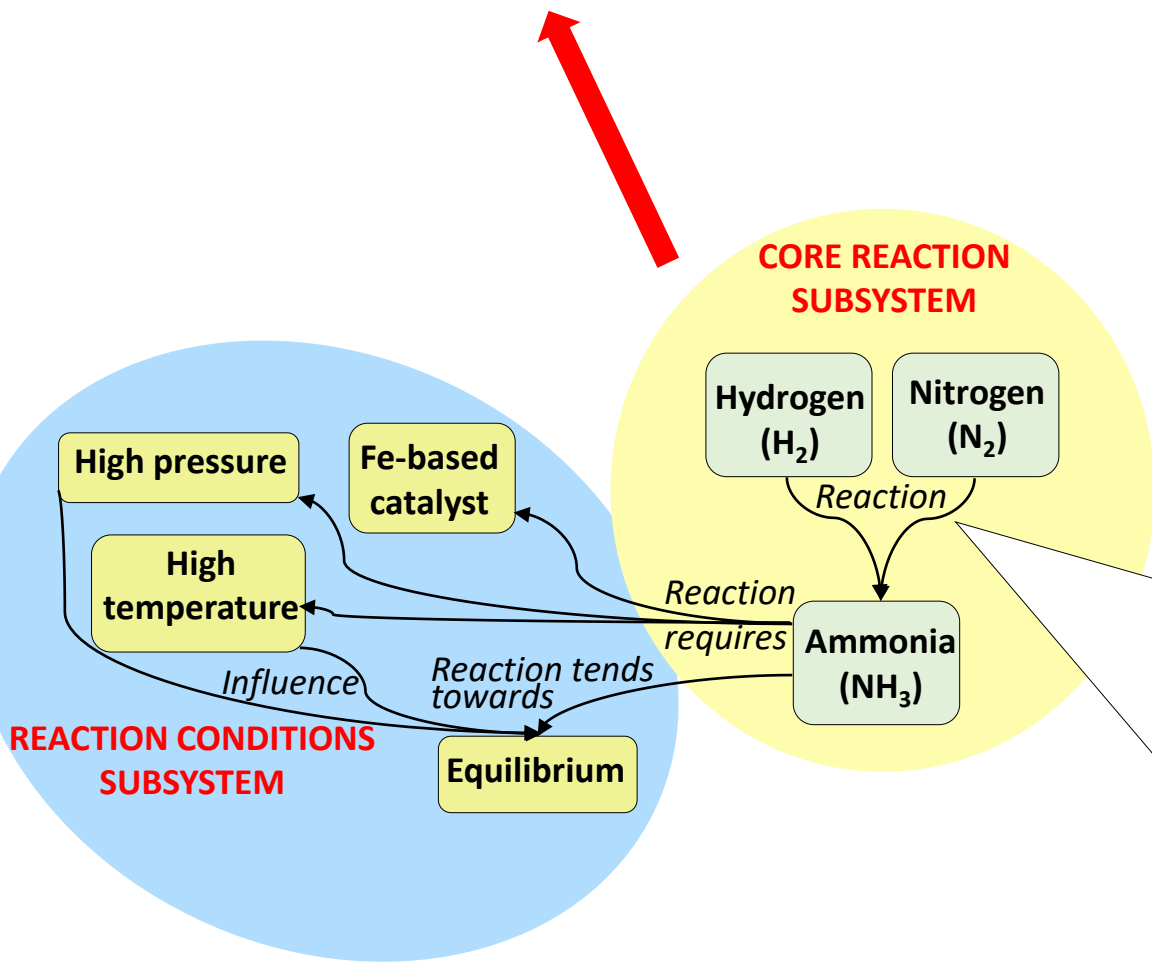 CORE REACTION
SUBSYSTEM
Hydrogen
(H₂)
Nitrogen
(N₂)
Reaction
High pressure
Fe-based
catalyst
High
temperature
Reaction
requires
Ammonia
(NH₃)
Influence
Reaction tends
towards
REACTION CONDITIONS
SUBSYSTEM
Equilibrium